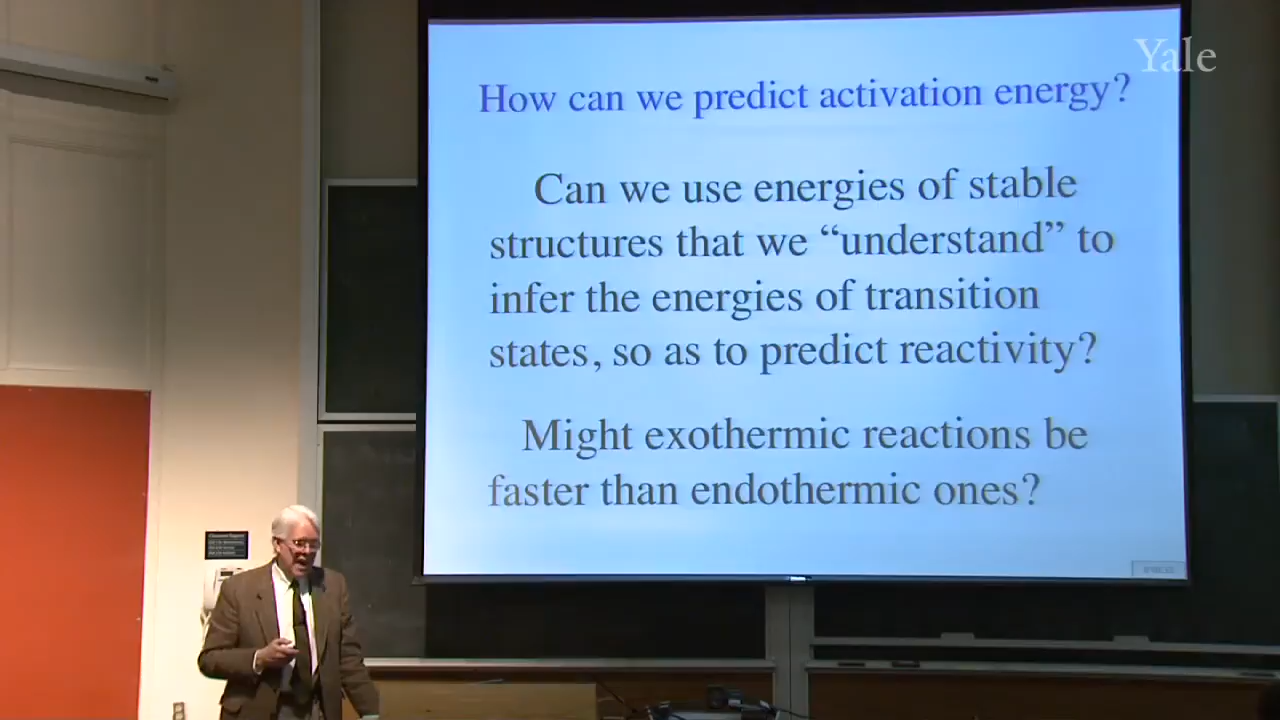 Yale
How can we predict activation energy?
Can we use energies of stable
structures that we “understand” to
infer the energies of transition
states, so as to predict reactivity?
Might exothermic reactions be
faster than endothermic ones?